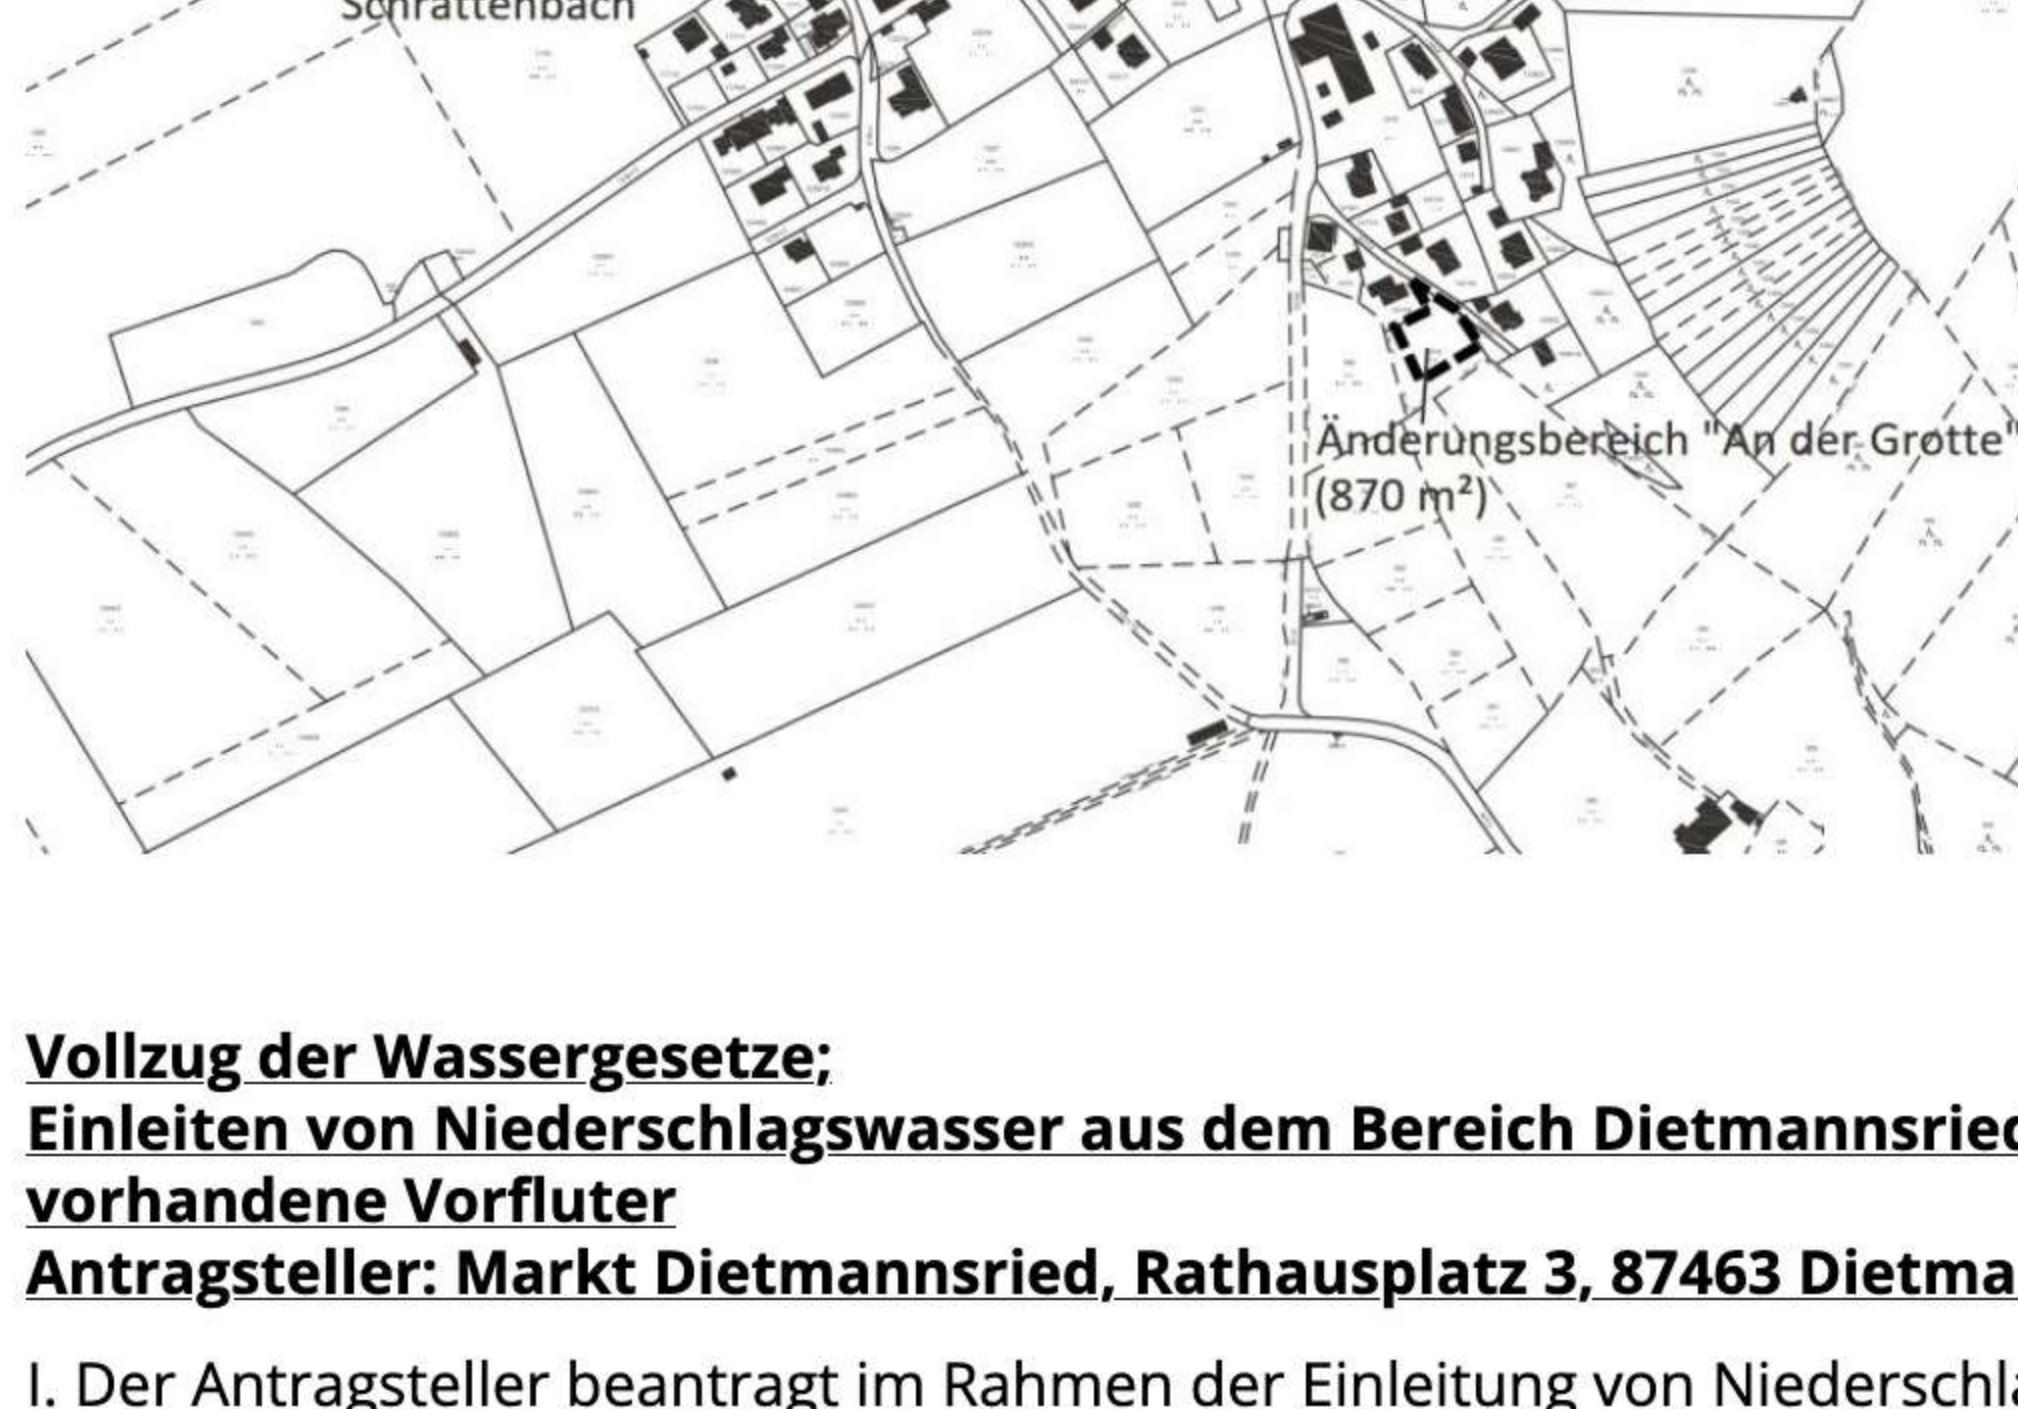 Schrattenbach
Änderungsbereich "An der Grotte"
(870 m²)
Vollzug der Wassergesetze;
Einleiten von Niederschlagswasser aus dem Bereich Dietmannsried
vorhandene Vorfluter
Antragsteller: Markt Dietmannsried, Rathausplatz 3, 87463 Dietma
I. Der Antragsteller beantragt im Rahmen der Einleitung von Niederschla